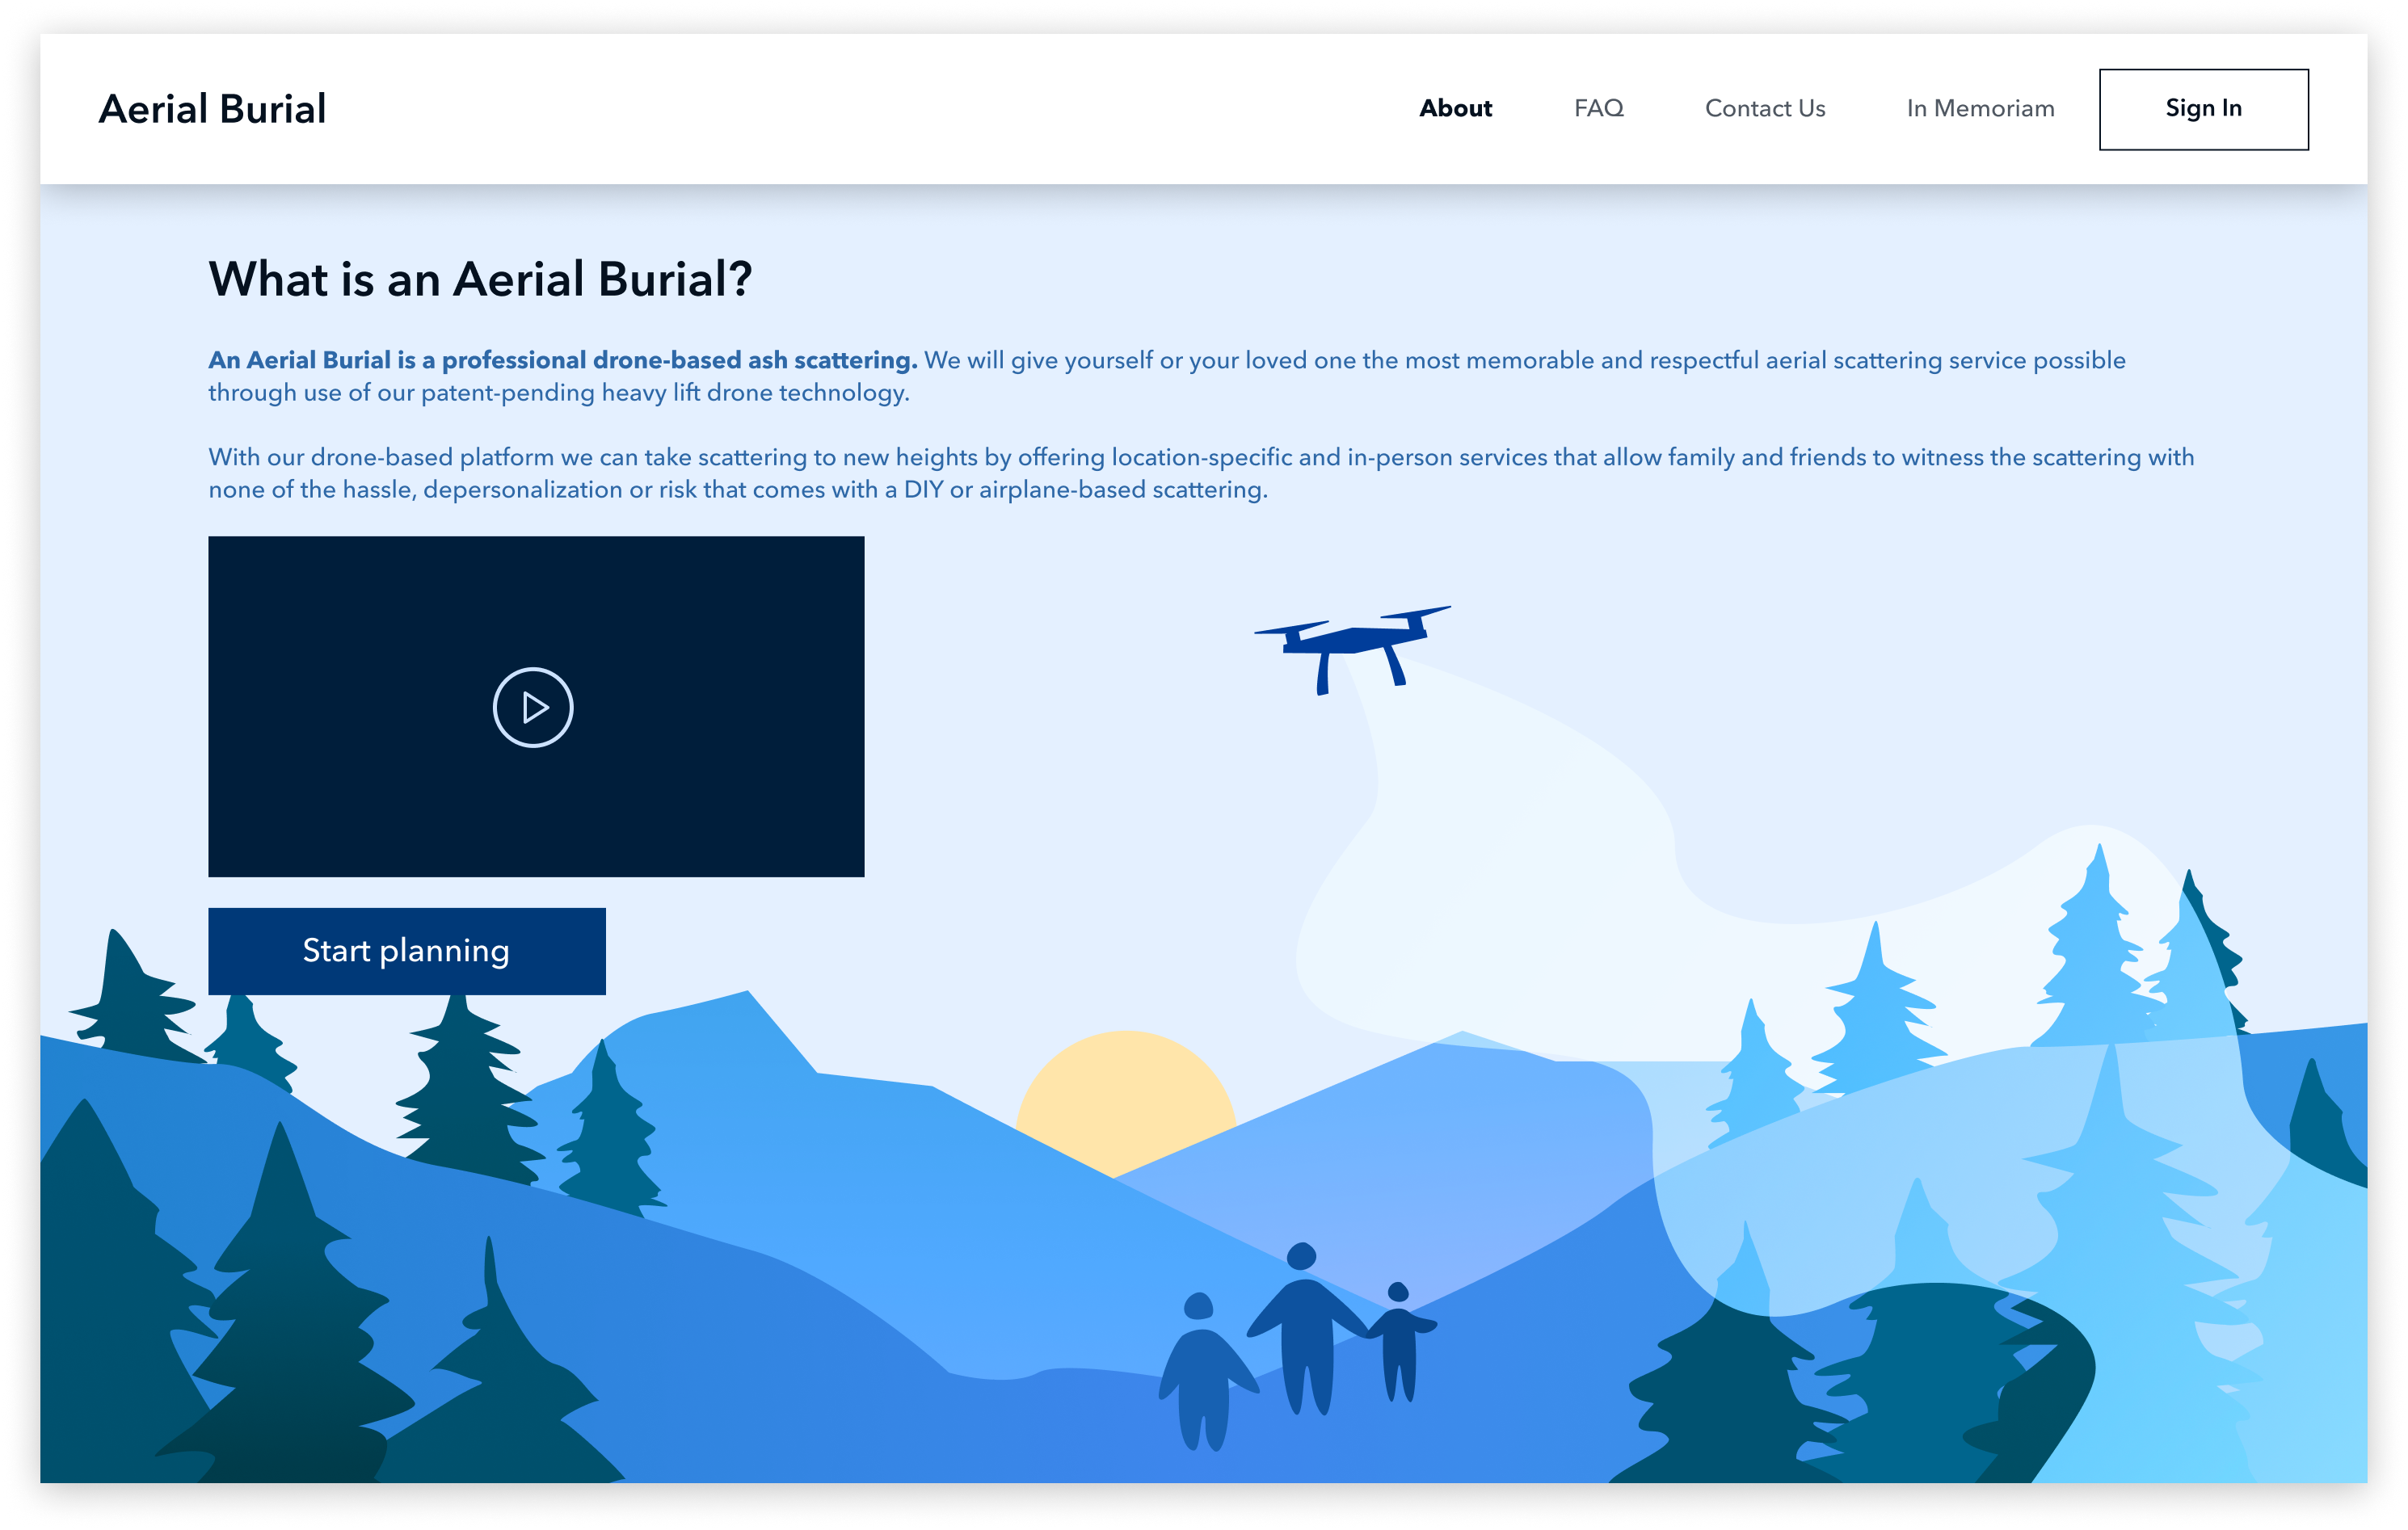 Aerial Burial
About
FAQ
Contact Us
In Memoriam
Sign In
What is an Aerial Burial?
An Aerial Burial is a professional drone-based ash scattering. We will give yourself or your loved one the most memorable and respectful aerial scattering service possible
through use of our patent-pending heavy lift drone technology.
With our drone-based platform we can take scattering to new heights by offering location-specific and in-person services that allow family and friends to witness the scattering with
none of the hassle, depersonalization or risk that comes with a DIY or airplane-based scattering.
Start planning